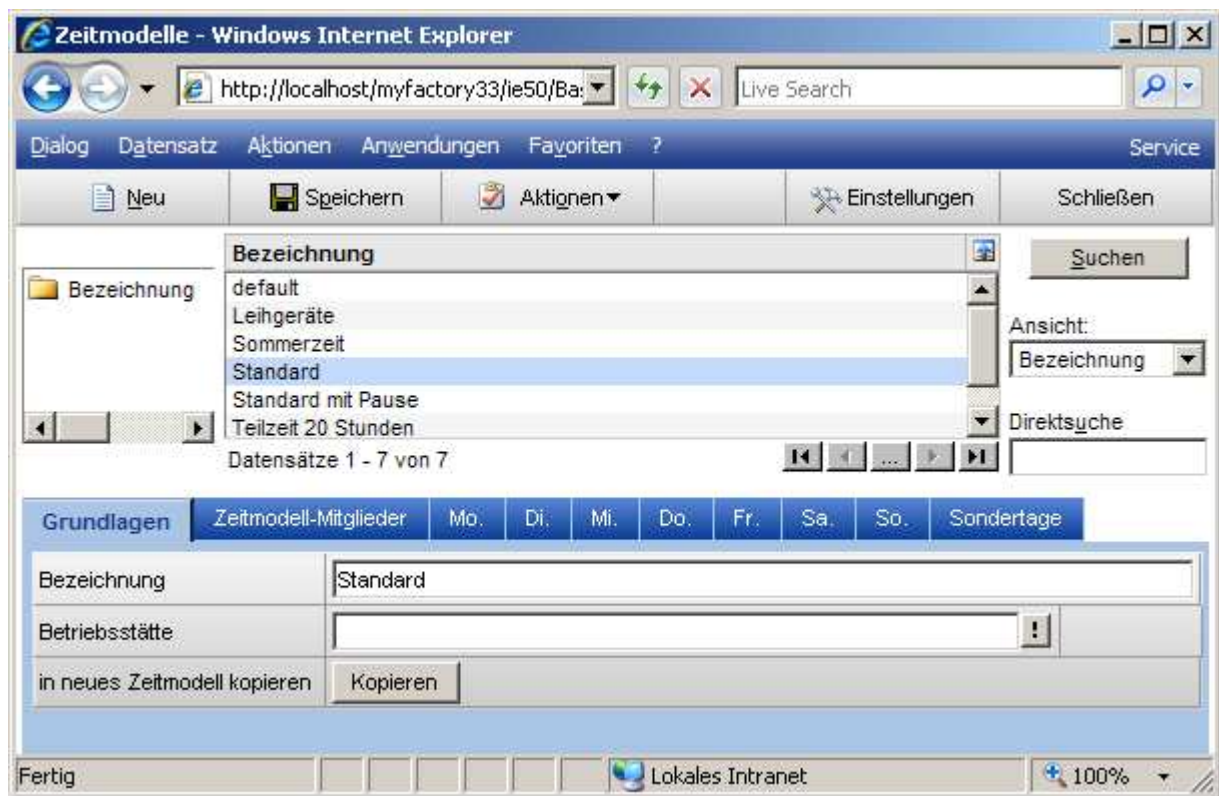 Zeitmodelle - Windows Internet Explorer
http://localhost/myfactory33/ie50/Ba: Live Search
Dialog Datensatz Aktionen Anwendungen Favoriten ? Service
Neu Speichern Aktionen Einstellungen Schließen
Bezeichnung
Bezeichnung
default
Leihgeräte
Sommerzeit
Standard
Standard mit Pause
Teilzeit 20 Stunden
Datensätze 1 - 7 von 7
...
Suchen
Ansicht:
Bezeichnung
Direktsuche
Grundlagen Zeitmodell-Mitglieder Mo. Di. Mi. Do. Fr. Sa. So. Sondertage
Bezeichnung Standard
Betriebsstätte !
in neues Zeitmodell kopieren Kopieren
Fertig Lokales Intranet 100%